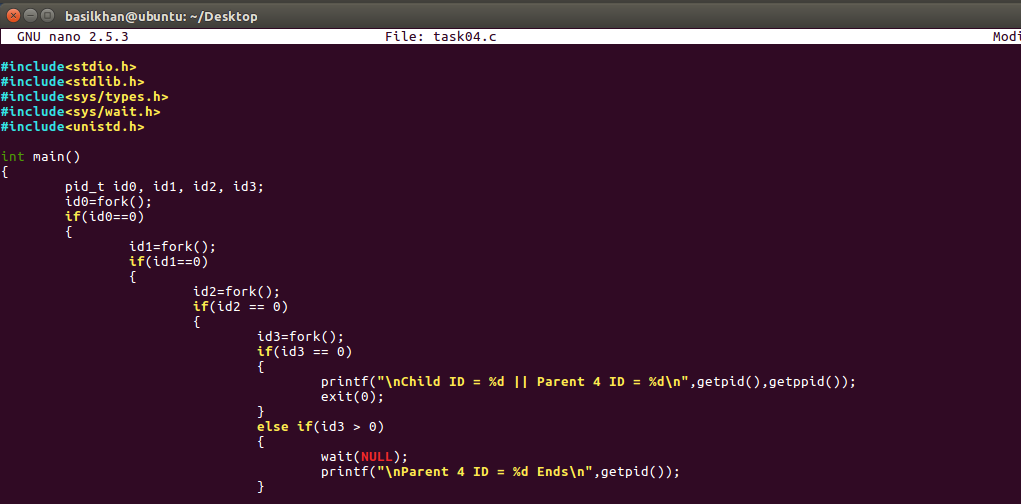 basilkhan@ubuntu: ~/Desktop
GNU nano 2.5.3 File: task04.c Modi
#include<stdio.h>
#include<stdlib.h>
#include<sys/types.h>
#include<sys/wait.h>
#include<unistd.h>
int main()
{
pid_t id0, id1, id2, id3;
id0=fork();
if(id0==0)
{
id1=fork();
if(id1==0)
{
id2=fork();
if(id2 == 0)
{
id3=fork();
if(id3 == 0)
{
printf("\nChild ID = %d || Parent 4 ID = %d\n",getpid(),getppid());
exit(0);
}
else if(id3 > 0)
{
wait(NULL);
printf("\nParent 4 ID = %d Ends\n",getpid());
}